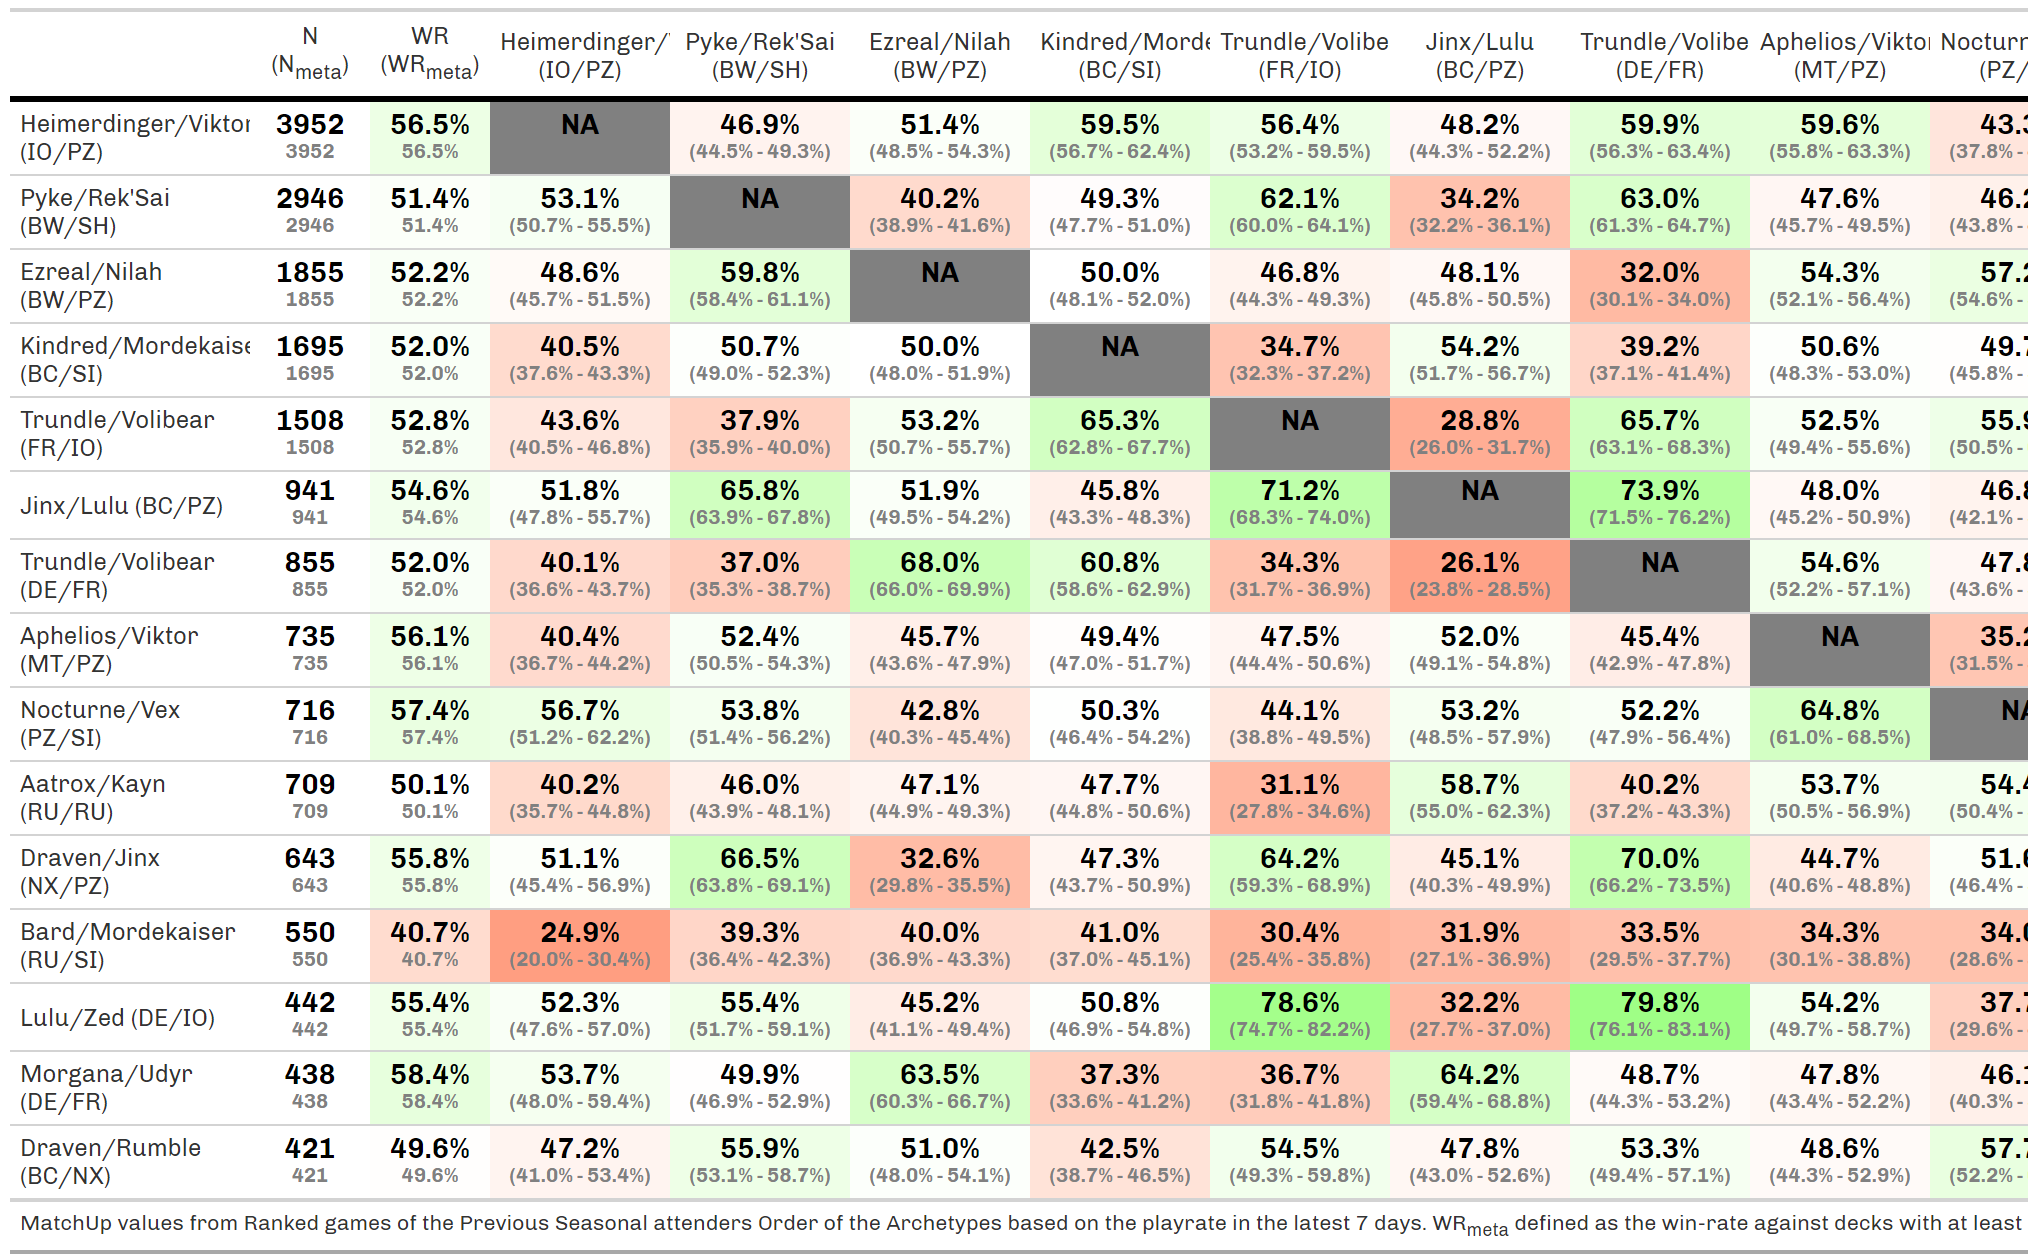 N WR Heimerdinger/ Pyke/Rek'Sai Ezreal/Nilah Kindred/Morde Trundle/Volibe Jinx/Lulu Trundle/Volibe Aphelios/Viktor Nocturn
(Nmeta) (WRmeta) (IO/PZ) (BW/SH) (BW/PZ) (BC/SI) (FR/IO) (BC/PZ) (DE/FR) (MT/PZ) (PZ/
Heimerdinger/Viktor 3952 56.5% NA 46.9% 51.4% 59.5% 56.4% 48.2% 59.9% 59.6% 43.3
(IO/PZ) 3952 56.5% (44.5% - 49.3%) (48.5% - 54.3%) (56.7% - 62.4%) (53.2% - 59.5%) (44.3% - 52.2%) (56.3% - 63.4%) (55.8% - 63.3%) (37.8% -
Pyke/Rek'Sai 2946 51.4% 53.1% NA 40.2% 49.3% 62.1% 34.2% 63.0% 47.6% 46.2
(BW/SH) 2946 51.4% (50.7% - 55.5%) (38.9% - 41.6%) (47.7% - 51.0%) (60.0% - 64.1%) (32.2% - 36.1%) (61.3% - 64.7%) (45.7% - 49.5%) (43.8% -
Ezreal/Nilah 1855 52.2% 48.6% 59.8% NA 50.0% 46.8% 48.1% 32.0% 54.3% 57.2
(BW/PZ) 1855 52.2% (45.7% - 51.5%) (58.4% - 61.1%) (48.1% - 52.0%) (44.3% - 49.3%) (45.8% - 50.5%) (30.1% - 34.0%) (52.1% - 56.4%) (54.6% -
Kindred/Mordekaise 1695 52.0% 40.5% 50.7% 50.0% NA 34.7% 54.2% 39.2% 50.6% 49.7
(BC/SI) 1695 52.0% (37.6% - 43.3%) (49.0% - 52.3%) (48.0% - 51.9%) (32.3% - 37.2%) (51.7% - 56.7%) (37.1% - 41.4%) (48.3% - 53.0%) (45.8% -
Trundle/Volibear 1508 52.8% 43.6% 37.9% 53.2% 65.3% NA 28.8% 65.7% 52.5% 55.9
(FR/IO) 1508 52.8% (40.5% - 46.8%) (35.9% - 40.0%) (50.7% - 55.7%) (62.8% - 67.7%) (26.0% - 31.7%) (63.1% - 68.3%) (49.4% - 55.6%) (50.5% -
Jinx/Lulu (BC/PZ) 941 54.6% 51.8% 65.8% 51.9% 45.8% 71.2% NA 73.9% 48.0% 46.8
941 54.6% (47.8% - 55.7%) (63.9% - 67.8%) (49.5% - 54.2%) (43.3% - 48.3%) (68.3% - 74.0%) (71.5% - 76.2%) (45.2% - 50.9%) (42.1% -
Trundle/Volibear 855 52.0% 40.1% 37.0% 68.0% 60.8% 34.3% 26.1% NA 54.6% 47.8
(DE/FR) 855 52.0% (36.6% - 43.7%) (35.3% - 38.7%) (66.0% - 69.9%) (58.6% - 62.9%) (31.7% - 36.9%) (23.8% - 28.5%) (52.2% - 57.1%) (43.6% -
Aphelios/Viktor 735 56.1% 40.4% 52.4% 45.7% 49.4% 47.5% 52.0% 45.4% NA 35.2
(MT/PZ) 735 56.1% (36.7% - 44.2%) (50.5% - 54.3%) (43.6% - 47.9%) (47.0% - 51.7%) (44.4% - 50.6%) (49.1% - 54.8%) (42.9% - 47.8%) (31.5% -
Nocturne/Vex 716 57.4% 56.7% 53.8% 42.8% 50.3% 44.1% 53.2% 52.2% 64.8% NA
(PZ/SI) 716 57.4% (51.2% - 62.2%) (51.4% - 56.2%) (40.3% - 45.4%) (46.4% - 54.2%) (38.8% - 49.5%) (48.5% - 57.9%) (47.9% - 56.4%) (61.0% - 68.5%)
Aatrox/Kayn 709 50.1% 40.2% 46.0% 47.1% 47.7% 31.1% 58.7% 40.2% 53.7% 54.4
(RU/RU) 709 50.1% (35.7% - 44.8%) (43.9% - 48.1%) (44.9% - 49.3%) (44.8% - 50.6%) (27.8% - 34.6%) (55.0% - 62.3%) (37.2% - 43.3%) (50.5% - 56.9%) (50.4% -
Draven/Jinx 643 55.8% 51.1% 66.5% 32.6% 47.3% 64.2% 45.1% 70.0% 44.7% 51.6
(NX/PZ) 643 55.8% (45.4% - 56.9%) (63.8% - 69.1%) (29.8% - 35.5%) (43.7% - 50.9%) (59.3% - 68.9%) (40.3% - 49.9%) (66.2% - 73.5%) (40.6% - 48.8%) (46.4% -
Bard/Mordekaiser 550 40.7% 24.9% 39.3% 40.0% 41.0% 30.4% 31.9% 33.5% 34.3% 34.0
(RU/SI) 550 40.7% (20.0% - 30.4%) (36.4% - 42.3%) (36.9% - 43.3%) (37.0% - 45.1%) (25.4% - 35.8%) (27.1% - 36.9%) (29.5% - 37.7%) (30.1% - 38.8%) (28.6% -
Lulu/Zed (DE/IO) 442 55.4% 52.3% 55.4% 45.2% 50.8% 78.6% 32.2% 79.8% 54.2% 37.7
442 55.4% (47.6% - 57.0%) (51.7% - 59.1%) (41.1% - 49.4%) (46.9% - 54.8%) (74.7% - 82.2%) (27.7% - 37.0%) (76.1% - 83.1%) (49.7% - 58.7%) (29.6% -
Morgana/Udyr 438 58.4% 53.7% 49.9% 63.5% 37.3% 36.7% 64.2% 48.7% 47.8% 46.1
(DE/FR) 438 58.4% (48.0% - 59.4%) (46.9% - 52.9%) (60.3% - 66.7%) (33.6% - 41.2%) (31.8% - 41.8%) (59.4% - 68.8%) (44.3% - 53.2%) (43.4% - 52.2%) (40.3% -
Draven/Rumble 421 49.6% 47.2% 55.9% 51.0% 42.5% 54.5% 47.8% 53.3% 48.6% 57.7
(BC/NX) 421 49.6% (41.0% - 53.4%) (53.1% - 58.7%) (48.0% - 54.1%) (38.7% - 46.5%) (49.3% - 59.8%) (43.0% - 52.6%) (49.4% - 57.1%) (44.3% - 52.9%) (52.2% -
MatchUp values from Ranked games of the Previous Seasonal attenders Order of the Archetypes based on the playrate in the latest 7 days. WRmeta defined as the win-rate against decks with at least